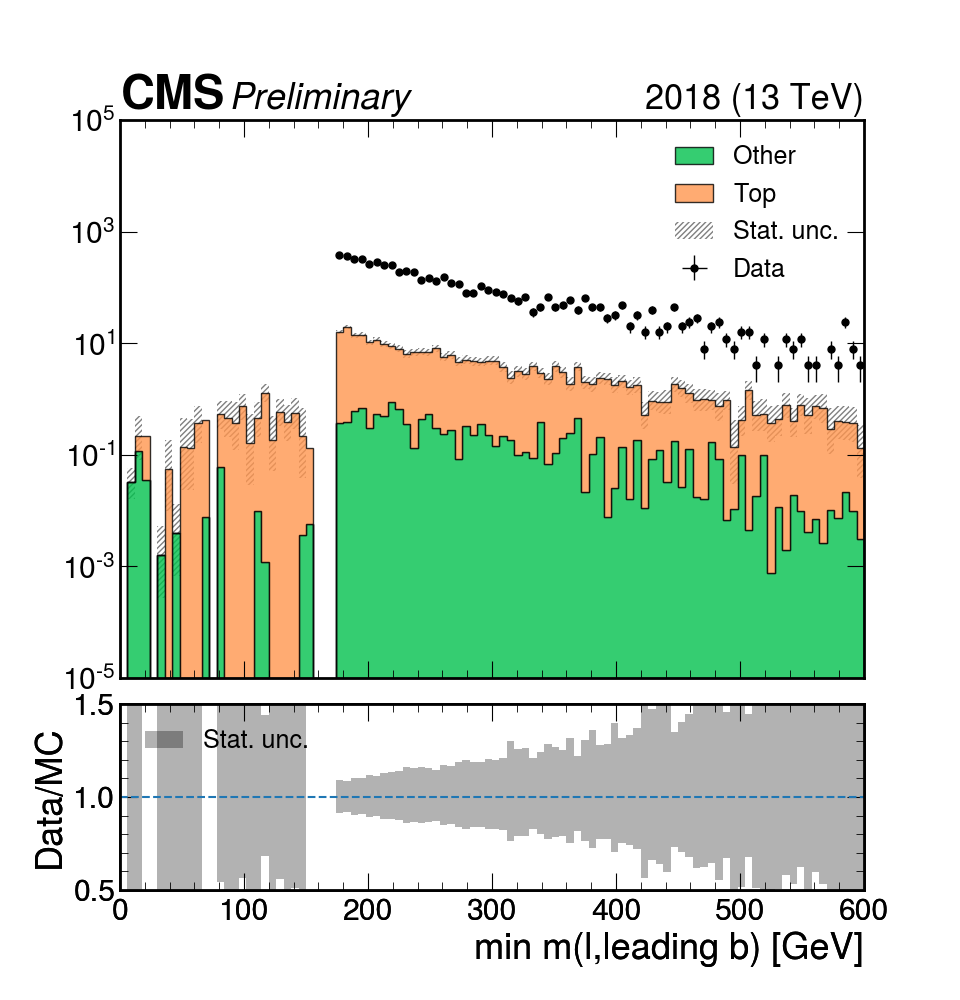 CMS Preliminary 2018 (13 TeV)
10^5
10^3
10^1
10^-1
10^-3
10^-5
Other
Top
Stat. unc.
Data
1.5
1.0
0.5
Data/MC
Stat. unc.
0 100 200 300 400 500 600
min m(l,leading b) [GeV]